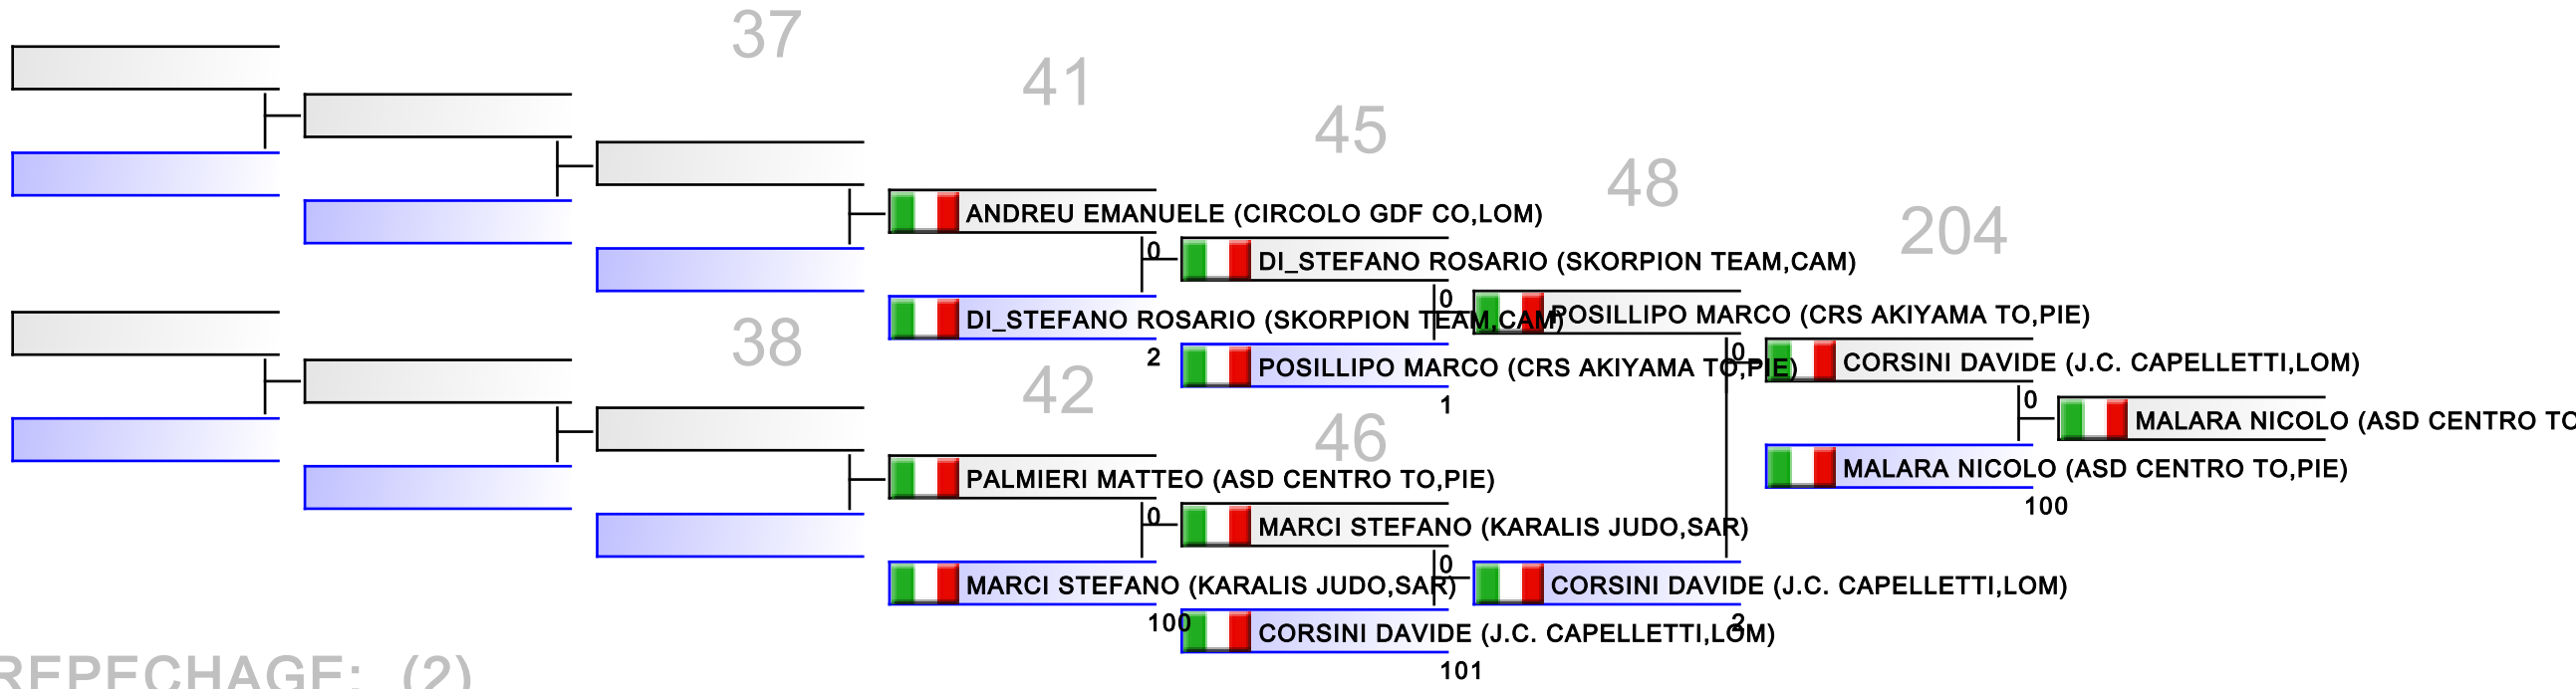 37
41
45
48
204
ANDREU EMANUELE (CIRCOLO GDF CO,LOM)
0
DI_STEFANO ROSARIO (SKORPION TEAM,CAM)
0
DI_STEFANO ROSARIO (SKORPION TEAM,CAM)
POSILLIPO MARCO (CRS AKIYAMA TO,PIE)
38
2
0
POSILLIPO MARCO (CRS AKIYAMA TO,PIE)
CORSINI DAVIDE (J.C. CAPELLETTI,LOM)
42
1
0
MALARA NICOLO (ASD CENTRO TO
46
MALARA NICOLO (ASD CENTRO TO,PIE)
PALMIERI MATTEO (ASD CENTRO TO,PIE)
100
0
MARCI STEFANO (KARALIS JUDO,SAR)
0
MARCI STEFANO (KARALIS JUDO,SAR)
CORSINI DAVIDE (J.C. CAPELLETTI,LOM)
100
2
CORSINI DAVIDE (J.C. CAPELLETTI,LOM)
101
REPECHAGE: (2)